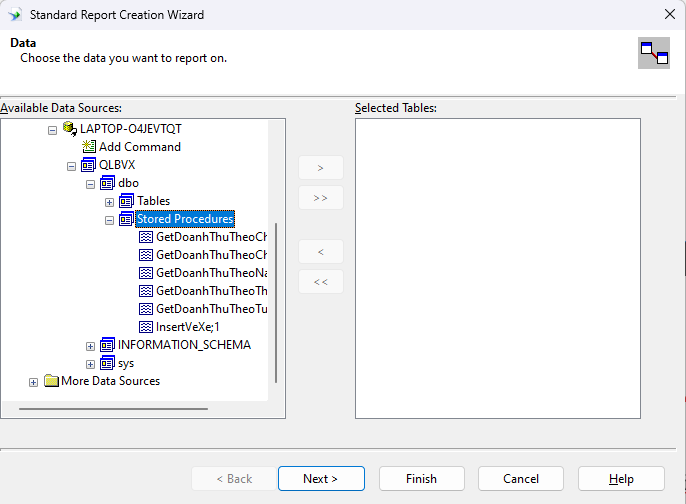 Standard Report Creation Wizard
Data
Choose the data you want to report on.
Available Data Sources:
Selected Tables:
LAPTOP-O4JEVTQT
Add Command
QLBVX
dbo
Tables
Stored Procedures
GetDoanhThuTheoCh
GetDoanhThuTheoCh
GetDoanhThuTheoNa
GetDoanhThuTheoTh
GetDoanhThuTheoTu
InsertVeXe;1
INFORMATION_SCHEMA
sys
More Data Sources
>
>>
<
<<
< Back
Next >
Finish
Cancel
Help